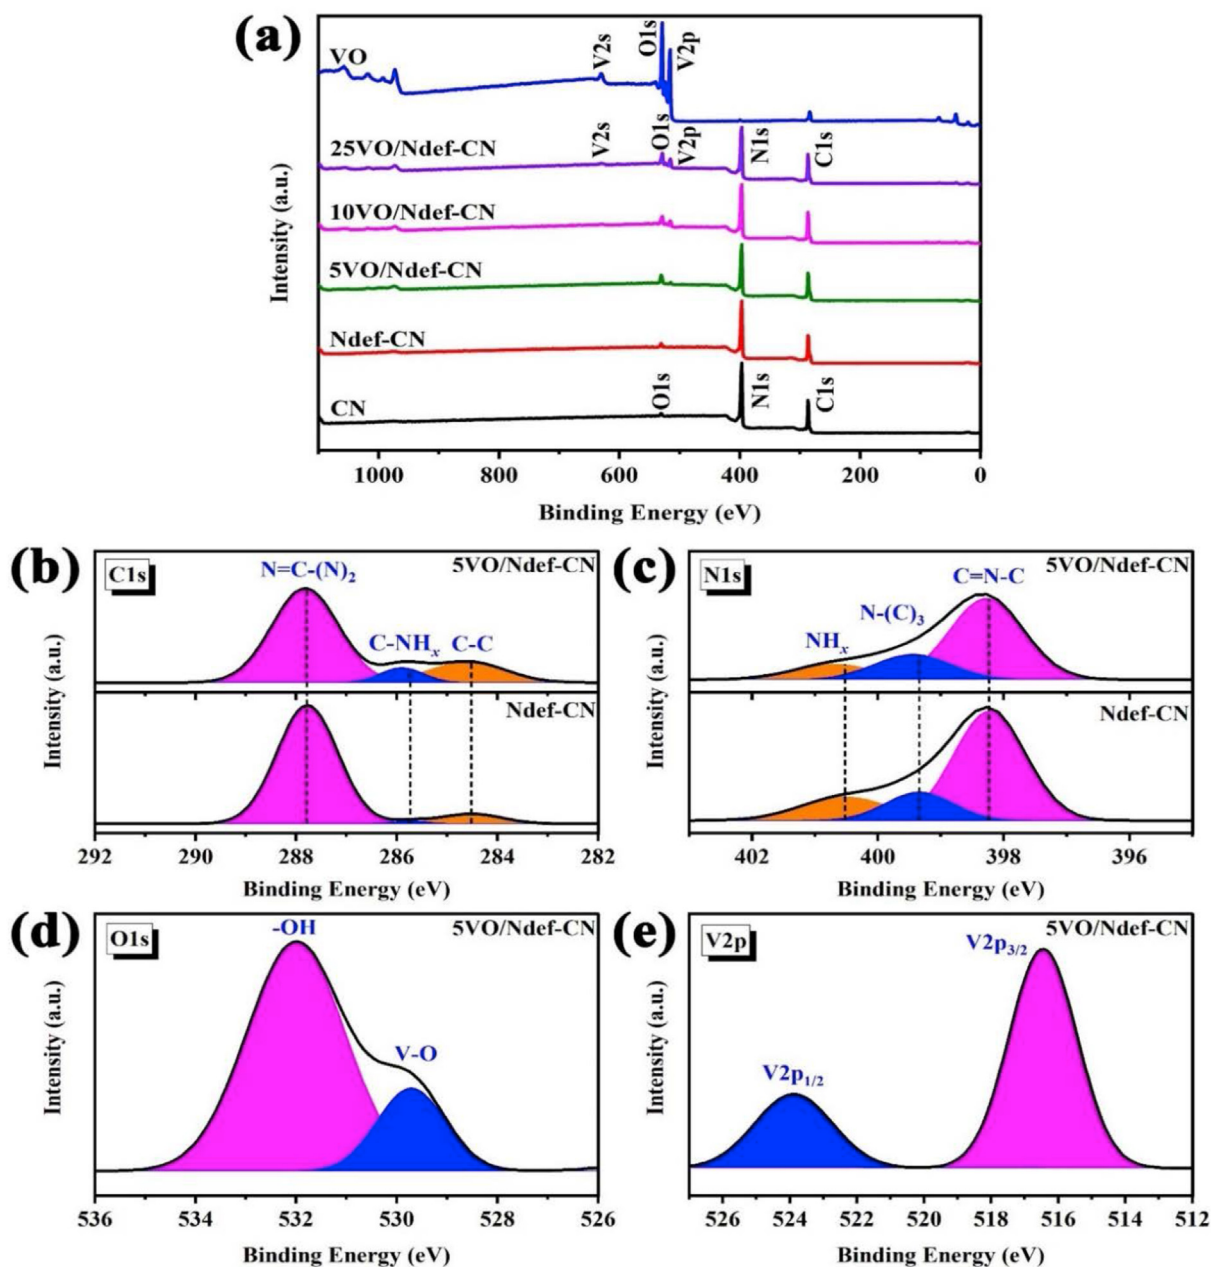 (a)
VO
V2s
O1s
V2p
25VO/Ndef-CN
V2s
O1s
V2p
N1s
C1s
10VO/Ndef-CN
5VO/Ndef-CN
Ndef-CN
CN
O1s
N1s
C1s
Intensity (a.u.)
1000 800 600 400 200 0
Binding Energy (eV)
(b)
C1s
5VO/Ndef-CN
N=C-(N)2
C-NHx
C-C
Ndef-CN
Intensity (a.u.)
292 290 288 286 284 282
Binding Energy (eV)
(c)
N1s
5VO/Ndef-CN
C=N-C
N-(C)3
NHx
Ndef-CN
Intensity (a.u.)
402 400 398 396
Binding Energy (eV)
(d)
O1s
5VO/Ndef-CN
-OH
V-O
Intensity (a.u.)
536 534 532 530 528 526
Binding Energy (eV)
(e)
V2p
5VO/Ndef-CN
V2p3/2
V2p1/2
Intensity (a.u.)
526 524 522 520 518 516 514 512
Binding Energy (eV)